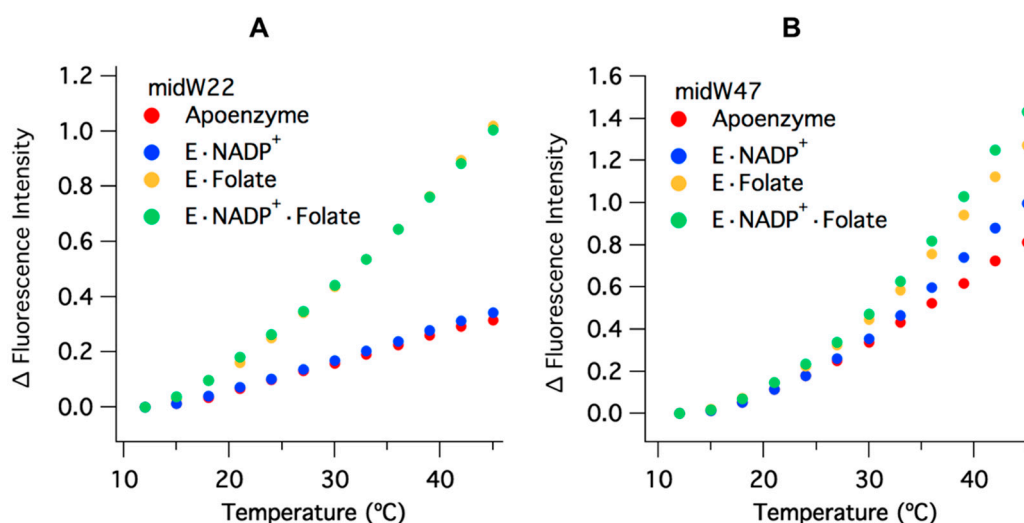 A
Δ Fluorescence Intensity
1.2
1.0
0.8
0.6
0.4
0.2
0.0
midW22
Apoenzyme
E·NADP⁺
E·Folate
E·NADP⁺·Folate
10
20
30
40
Temperature (ºC)
B
Δ Fluorescence Intensity
1.6
1.4
1.2
1.0
0.8
0.6
0.4
0.2
0.0
midW47
Apoenzyme
E·NADP⁺
E·Folate
E·NADP⁺·Folate
10
20
30
40
Temperature (ºC)